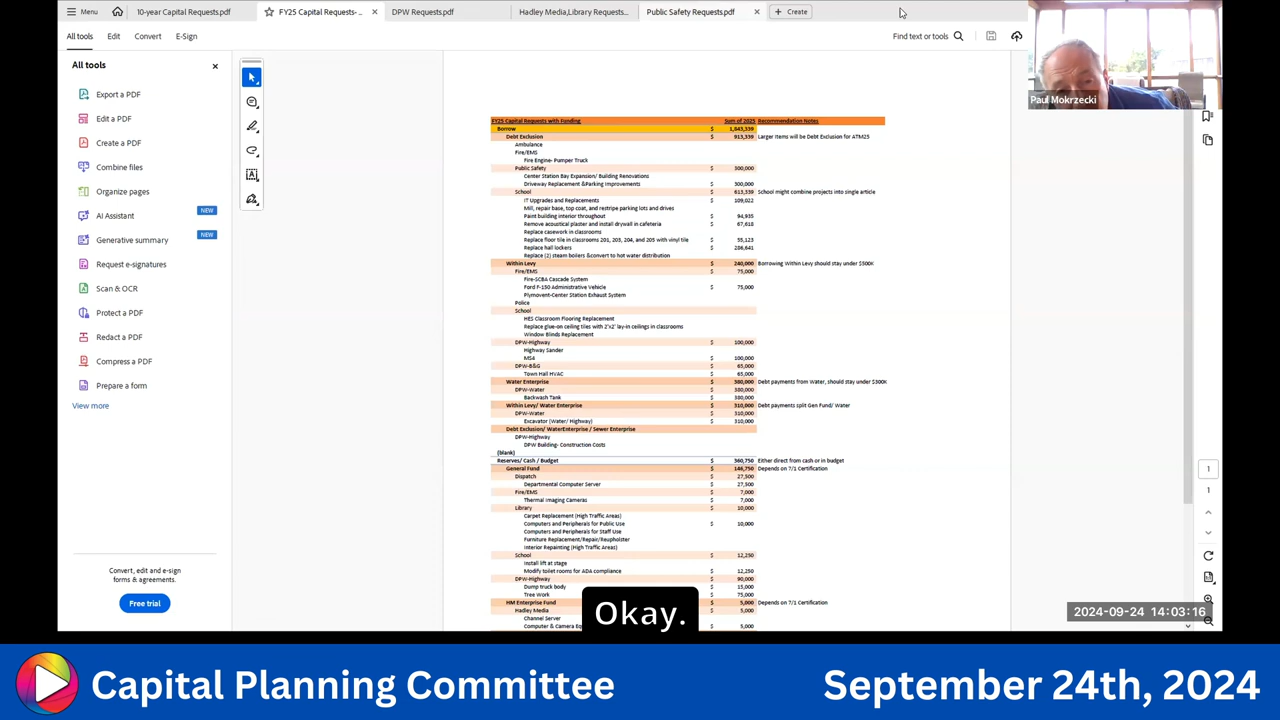 Menu 10-year Capital Requests.pdf FY25 Capital Requests- ... DPW Requests.pdf Hadley Media,Library Requests... Public Safety Requests.pdf Create
All tools Edit Convert E-Sign Find text or tools
All tools
Export a PDF
Edit a PDF
Create a PDF
Combine files
Organize pages
AI Assistant NEW
Generative summary NEW
Request e-signatures
Scan & OCR
Protect a PDF
Redact a PDF
Compress a PDF
Prepare a form
View more
Convert, edit and e-sign
forms & agreements.
Free trial
FY25 Capital Requests with Funding Sum of 2025 Recommendation Notes
Borrow $ 1,843,339
Debt Exclusion $ 913,339 Larger Items will be Debt Exclusion for ATM25
Ambulance
Fire/EMS
Fire Engine- Pumper Truck
Public Safety $ 300,000
Center Station Bay Expansion/ Building Renovations
Driveway Replacement &Parking Improvements $ 300,000
School $ 613,339 School might combine projects into single article
IT Upgrades and Replacements $ 109,022
Mill, repair base, top coat, and restripe parking lots and drives
Paint building interior throughout $ 94,935
Remove acoustical plaster and install drywall in cafeteria $ 67,618
Replace casework in classrooms
Replace floor tile in classrooms 201, 203, 204, and 205 with vinyl tile $ 55,123
Replace hall lockers $ 286,641
Replace (2) steam boilers &convert to hot water distribution
Within Levy $ 240,000 Borrowing Within Levy should stay under $500K
Fire/EMS $ 75,000
Fire-SCBA Cascade System
Ford F-150 Administrative Vehicle $ 75,000
Plymovent-Center Station Exhaust System
Police
School
HES Classroom Flooring Replacement
Replace glue-on ceiling tiles with 2'x2' lay-in ceilings in classrooms
Window Blinds Replacement
DPW-Highway $ 100,000
Highway Sander
MS4 $ 100,000
DPW-B&G $ 65,000
Town Hall HVAC $ 65,000
Water Enterprise $ 380,000 Debt payments from Water, should stay under $300K
DPW-Water $ 380,000
Backwash Tank $ 380,000
Within Levy/ Water Enterprise $ 310,000 Debt payments split Gen Fund/ Water
DPW-Water $ 310,000
Excavator (Water/ Highway) $ 310,000
Debt Exclusion/ WaterEnterprise / Sewer Enterprise
DPW-Highway
DPW Building- Construction Costs
(blank)
Reserves/ Cash / Budget $ 360,750 Either direct from cash or in budget
General Fund $ 146,750 Depends on 7/1 Certification
Dispatch $ 27,500
Departmental Computer Server $ 27,500
Fire/EMS $ 7,000
Thermal Imaging Cameras $ 7,000
Library $ 10,000
Carpet Replacement (High Traffic Areas)
Computers and Peripherals for Public Use $ 10,000
Computers and Peripherals for Staff Use
Furniture Replacement/Repair/Reupholster
Interior Repainting (High Traffic Areas)
School $ 12,250
Install lift at stage
Modify toilet rooms for ADA compliance $ 12,250
DPW-Highway $ 90,000
Dump truck body $ 15,000
Tree Work $ 75,000
HM Enterprise Fund $ 5,000 Depends on 7/1 Certification
Hadley Media $ 5,000
Channel Server
Computer & Camera Eq $ 5,000
Paul Mokrzecki
1
1
Okay.
2024-09-24 14:03:16
Capital Planning Committee September 24th, 2024